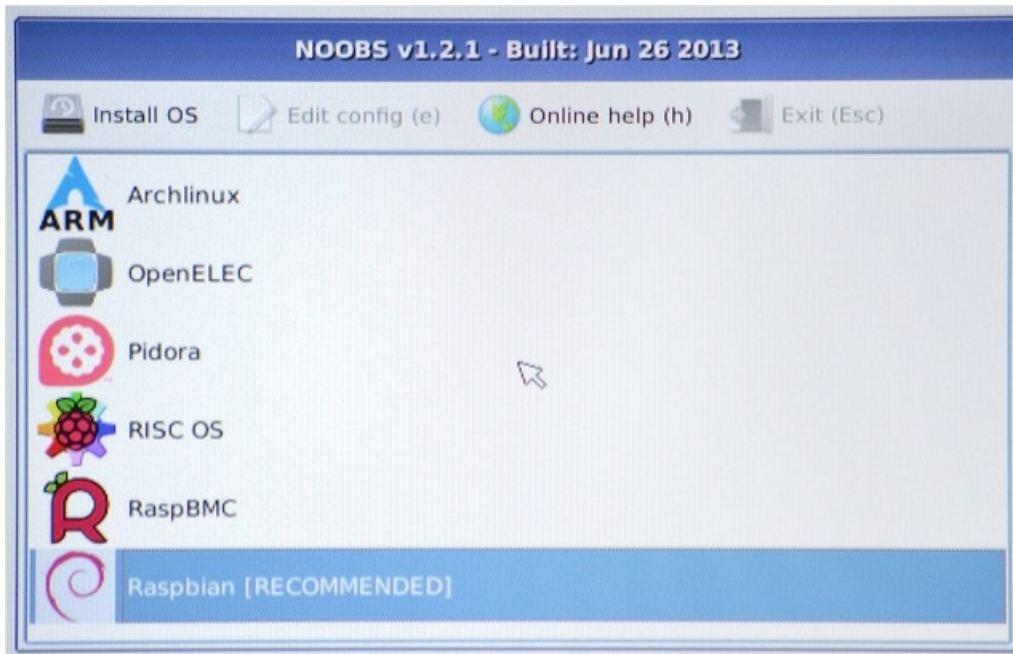 NOOBS v1.2.1 - Built: Jun 26 2013
Install OS Edit config (e) Online help (h) Exit (Esc)
Archlinux
ARM
OpenELEC
Pidora
RISC OS
RaspBMC
Raspbian [RECOMMENDED]